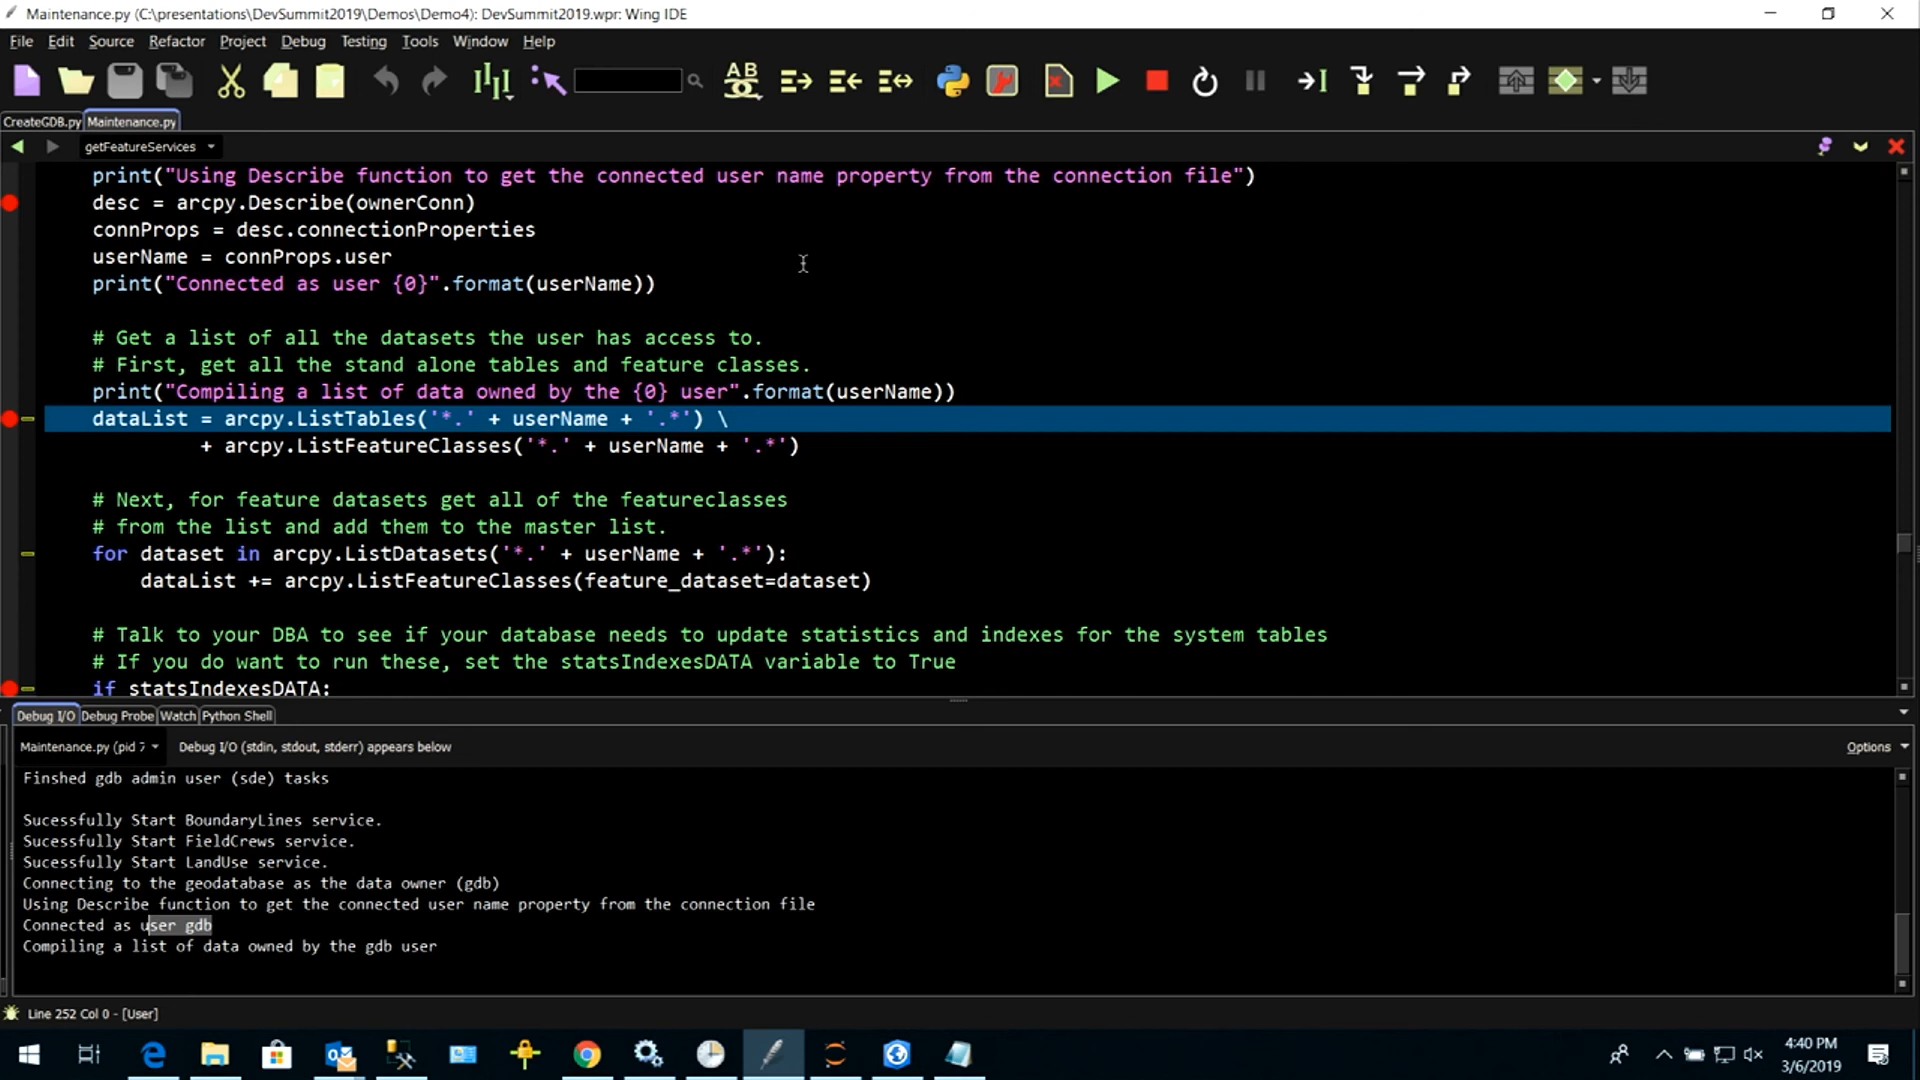 Maintenance.py (C:\presentations\DevSummit2019\Demos\Demo4): DevSummit2019.wpr: Wing IDE
File Edit Source Refactor Project Debug Testing Tools Window Help
AB
CreateGDB.py Maintenance.py
getFeatureServices
print("Using Describe function to get the connected user name property from the connection file")
desc = arcpy.Describe(ownerConn)
connProps = desc.connectionProperties
userName = connProps.user
print("Connected as user {0}".format(userName))
# Get a list of all the datasets the user has access to.
# First, get all the stand alone tables and feature classes.
print("Compiling a list of data owned by the {0} user".format(userName))
dataList = arcpy.ListTables('*.' + userName + '.*') \
+ arcpy.ListFeatureClasses('*.' + userName + '.*')
# Next, for feature datasets get all of the featureclasses
# from the list and add them to the master list.
for dataset in arcpy.ListDatasets('*.' + userName + '.*'):
dataList += arcpy.ListFeatureClasses(feature_dataset=dataset)
# Talk to your DBA to see if your database needs to update statistics and indexes for the system tables
# If you do want to run these, set the statsIndexesDATA variable to True
if statsIndexesDATA:
Debug I/O Debug Probe Watch Python Shell
Maintenance.py (pid 7 Debug I/O (stdin, stdout, stderr) appears below Options
Finshed gdb admin user (sde) tasks
Sucessfully Start BoundaryLines service.
Sucessfully Start FieldCrews service.
Sucessfully Start LandUse service.
Connecting to the geodatabase as the data owner (gdb)
Using Describe function to get the connected user name property from the connection file
Connected as user gdb
Compiling a list of data owned by the gdb user
Line 252 Col 0 - [User]
4:40 PM
3/6/2019